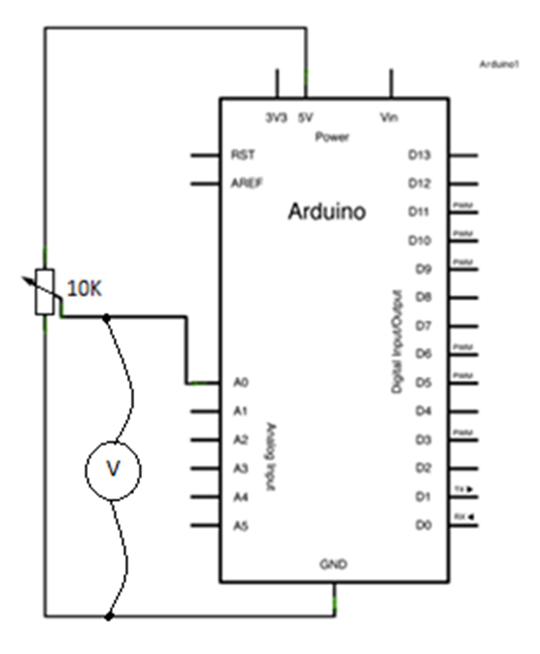 Arduino1
3V3 5V Vin
Power
RST D13
AREF D12
Arduino
D11 PWM
D10
D9 PWM
10K
D8
D7
Digital Input/Output
D6 PWM
A0 D5 PWM
A1 D4
A2 D3 PWM
Analog Input
V
A3 D2
A4 D1 TX
A5 D0 RX
GND